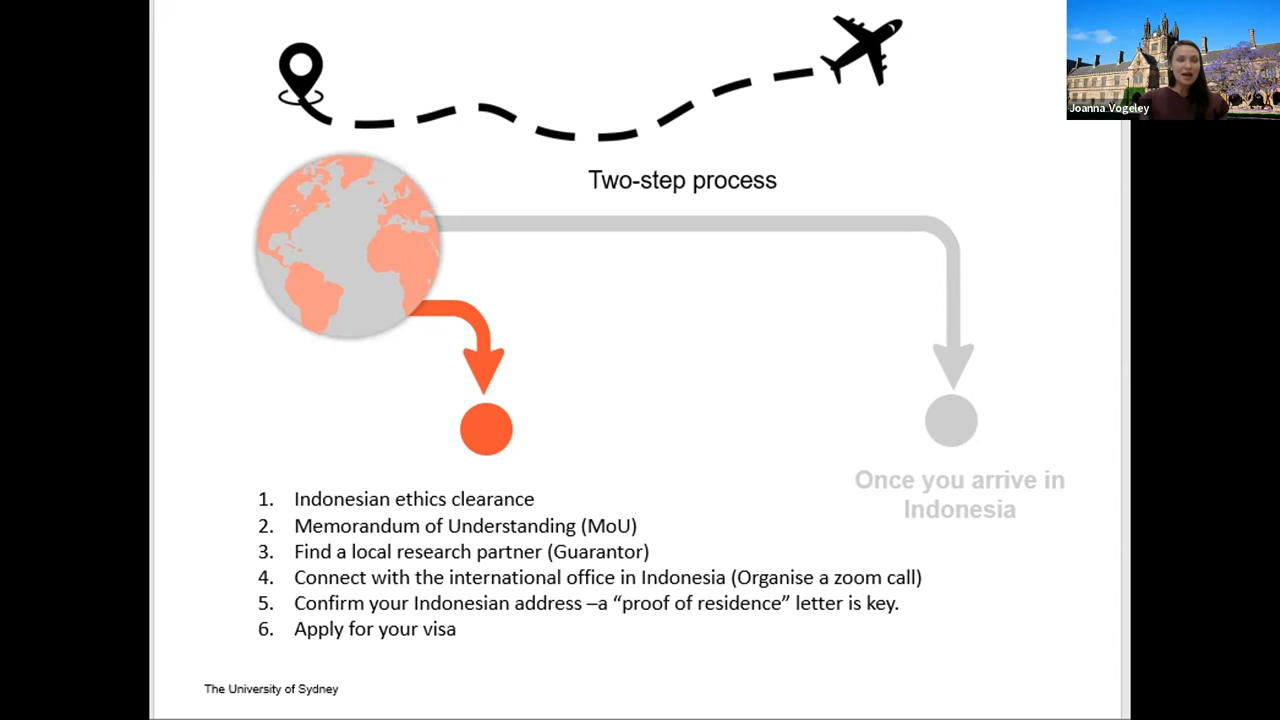 Joanna Vogeley
Two-step process
Once you arrive in
Indonesia
1. Indonesian ethics clearance
2. Memorandum of Understanding (MoU)
3. Find a local research partner (Guarantor)
4. Connect with the international office in Indonesia (Organise a zoom call)
5. Confirm your Indonesian address –a “proof of residence” letter is key.
6. Apply for your visa
The University of Sydney